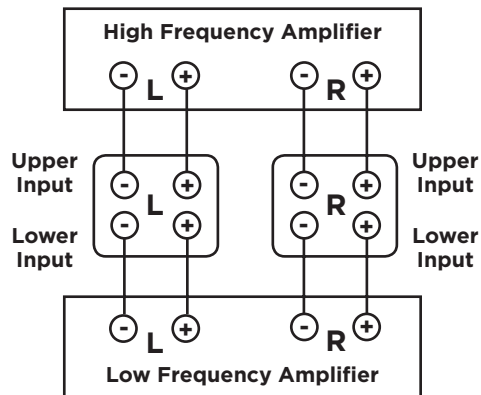 High Frequency Amplifier
- L + - R +
Upper
Input
- L + - R +
Upper
Input
Lower
Input
- + - +
Lower
Input
- L + - R +
Low Frequency Amplifier